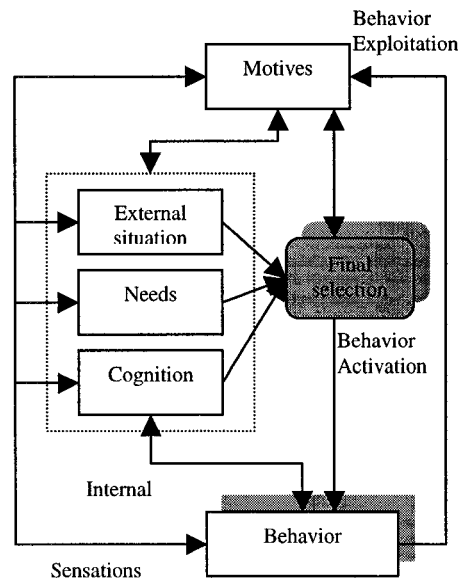 Behavior
Exploitation
Motives
External
situation
Needs
Cognition
Final
selection
Behavior
Activation
Internal
Behavior
Sensations